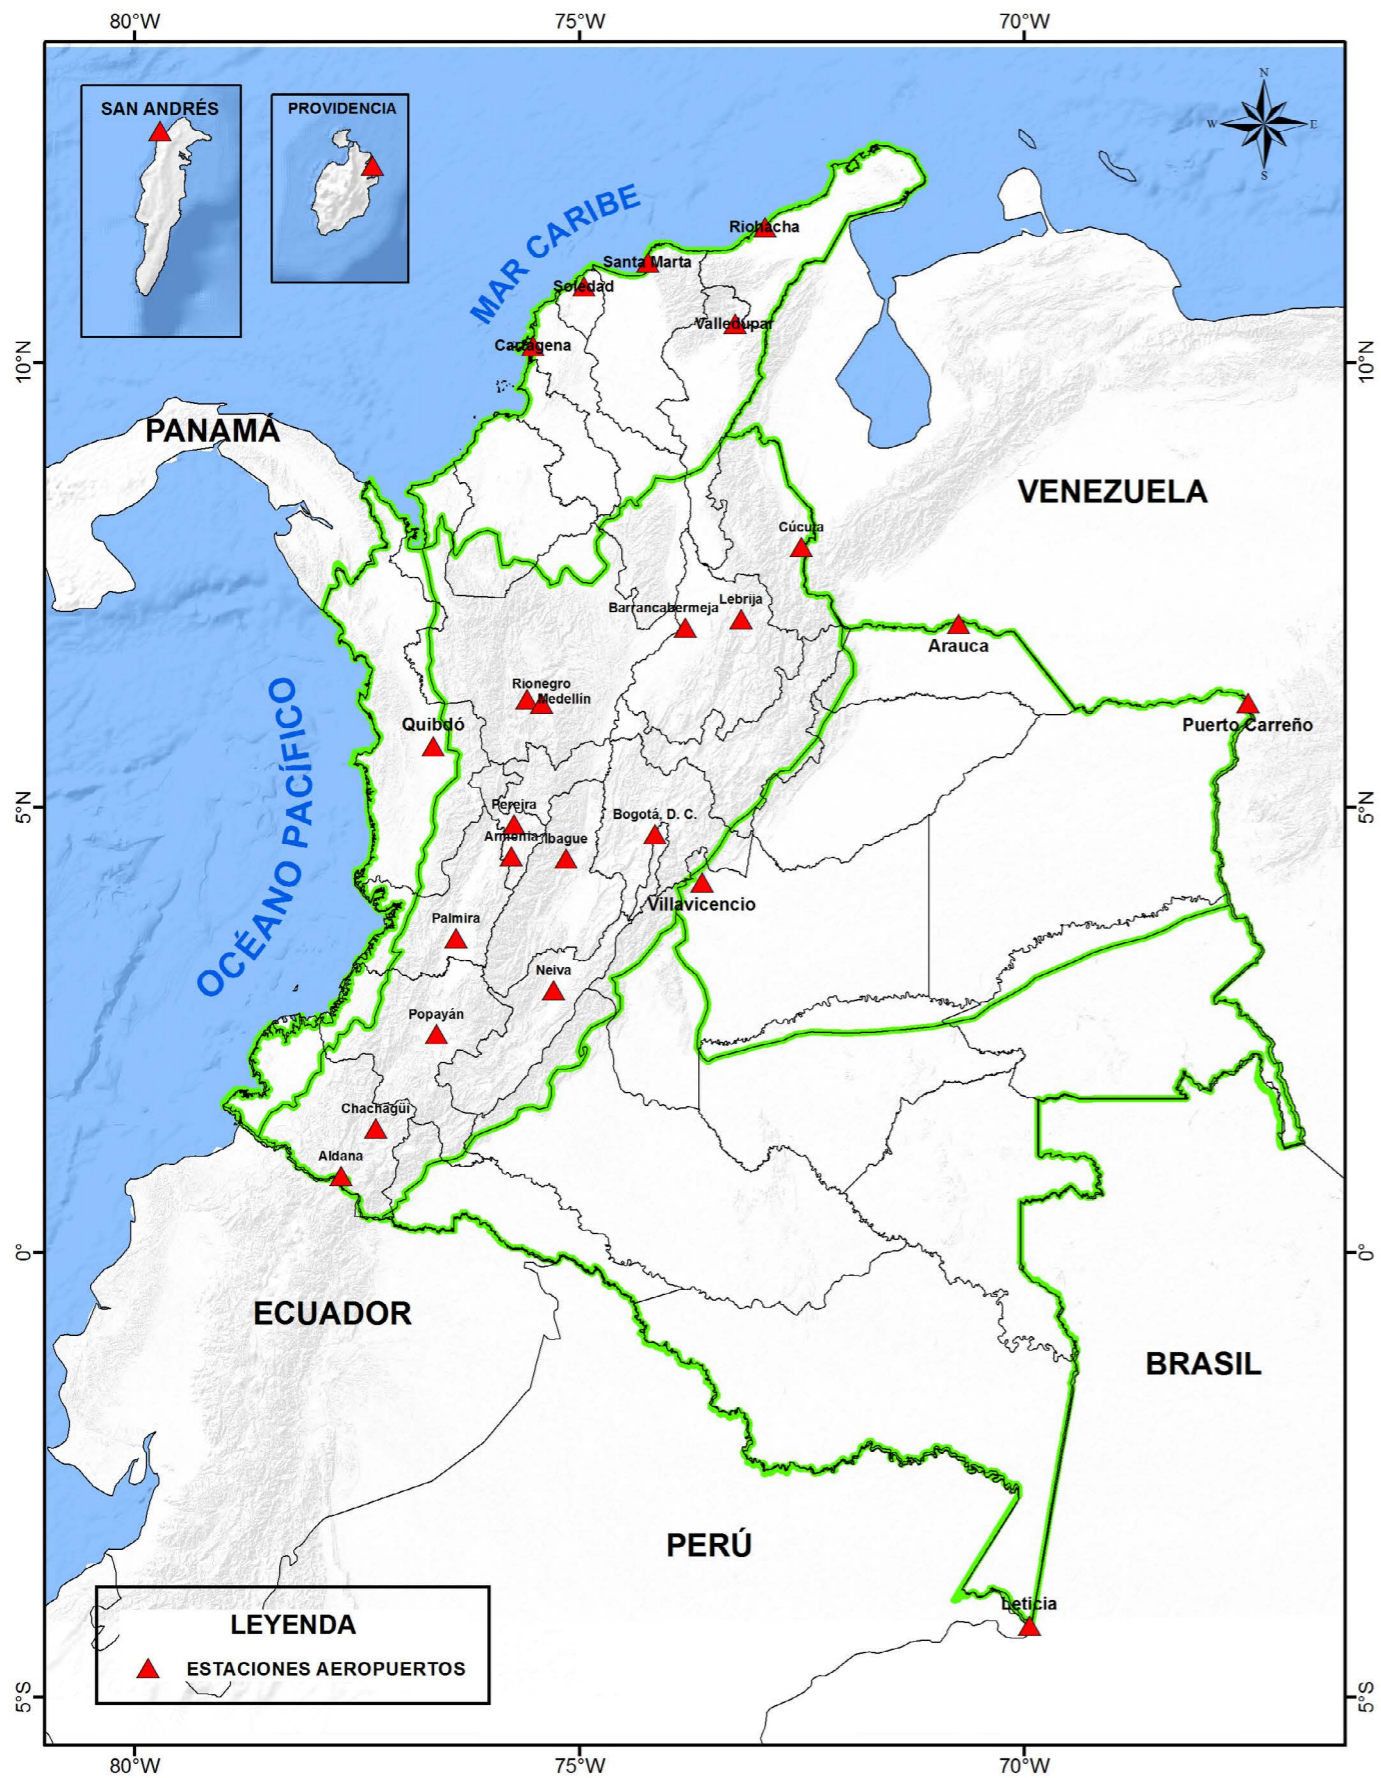 80°W 75°W 70°W
N
W E
S
SAN ANDRÉS
PROVIDENCIA
MAR CARIBE
Riohacha
Santa Marta
Soledad
Valledupar
Cartagena
10°N 10°N
PANAMÁ
VENEZUELA
Cúcuta
Lebrija
Barrancabermeja
Arauca
Rionegro
Medellín
Quibdó
Puerto Carreño
OCÉANO PACÍFICO
5°N 5°N
Pereira
Bogotá, D. C.
Armenia
Ibague
Villavicencio
Palmira
Neiva
Popayán
Chachagüí
Aldana
0° 0°
ECUADOR
BRASIL
PERÚ
Leticia
LEYENDA
ESTACIONES AEROPUERTOS
5°S 5°S
80°W 75°W 70°W